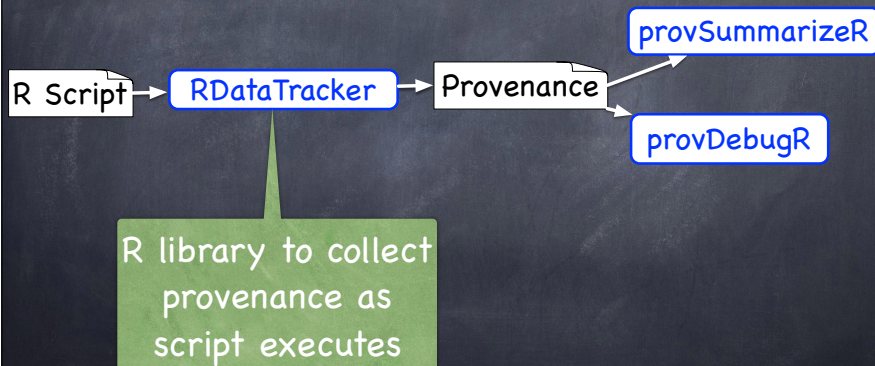 provSummarizeR
R Script
RDataTracker
Provenance
provDebugR
R library to collect
provenance as
script executes